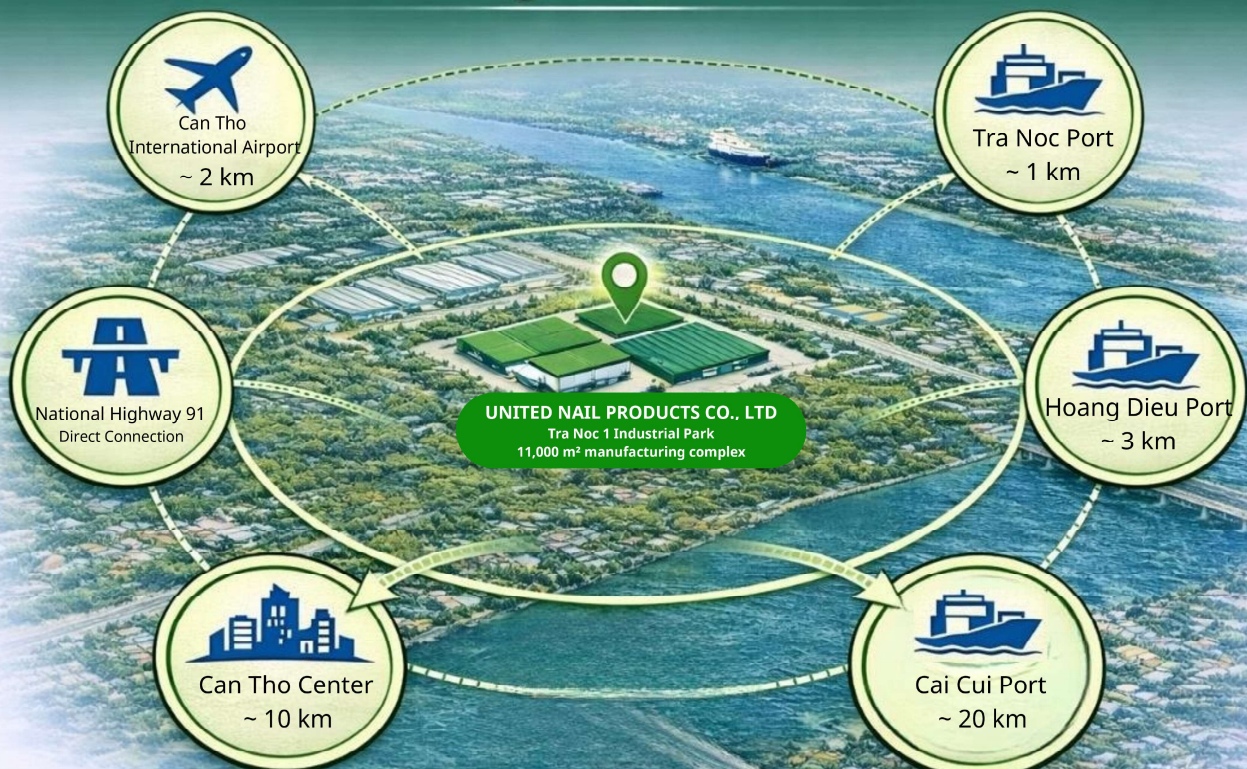 Can Tho
International Airport
~ 2 km
Tra Noc Port
~ 1 km
National Highway 91
Direct Connection
UNITED NAIL PRODUCTS CO., LTD
Tra Noc 1 Industrial Park
11,000 m² manufacturing complex
Hoang Dieu Port
~ 3 km
Can Tho Center
~ 10 km
Cai Cui Port
~ 20 km